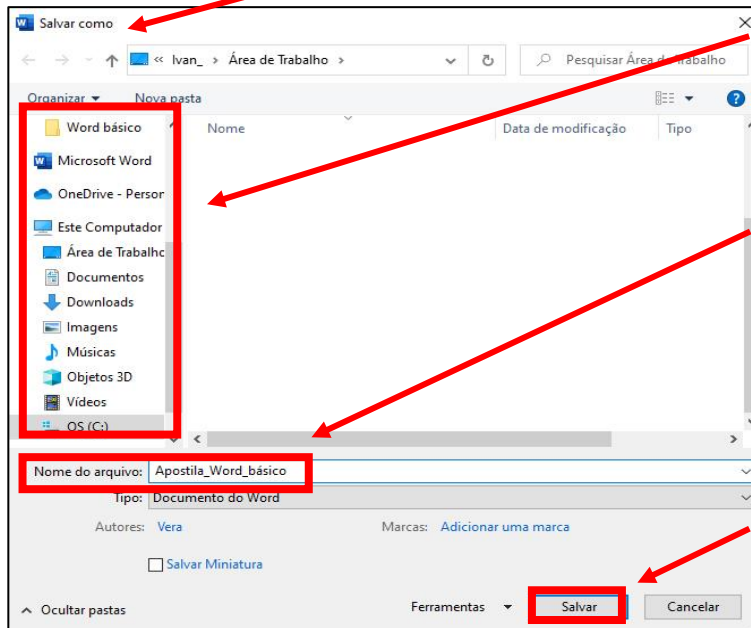 Salvar como
« Ivan_ › Área de Trabalho ›
Pesquisar Área de Trabalho
Organizar Nova pasta
Nome Data de modificação Tipo
Word básico
Microsoft Word
OneDrive - Person
Este Computador
Área de Trabalho
Documentos
Downloads
Imagens
Músicas
Objetos 3D
Vídeos
OS (C:)
Nome do arquivo: Apostila_Word_básico
Tipo: Documento do Word
Autores: Vera Marcas: Adicionar uma marca
Salvar Miniatura
Ocultar pastas Ferramentas Salvar Cancelar